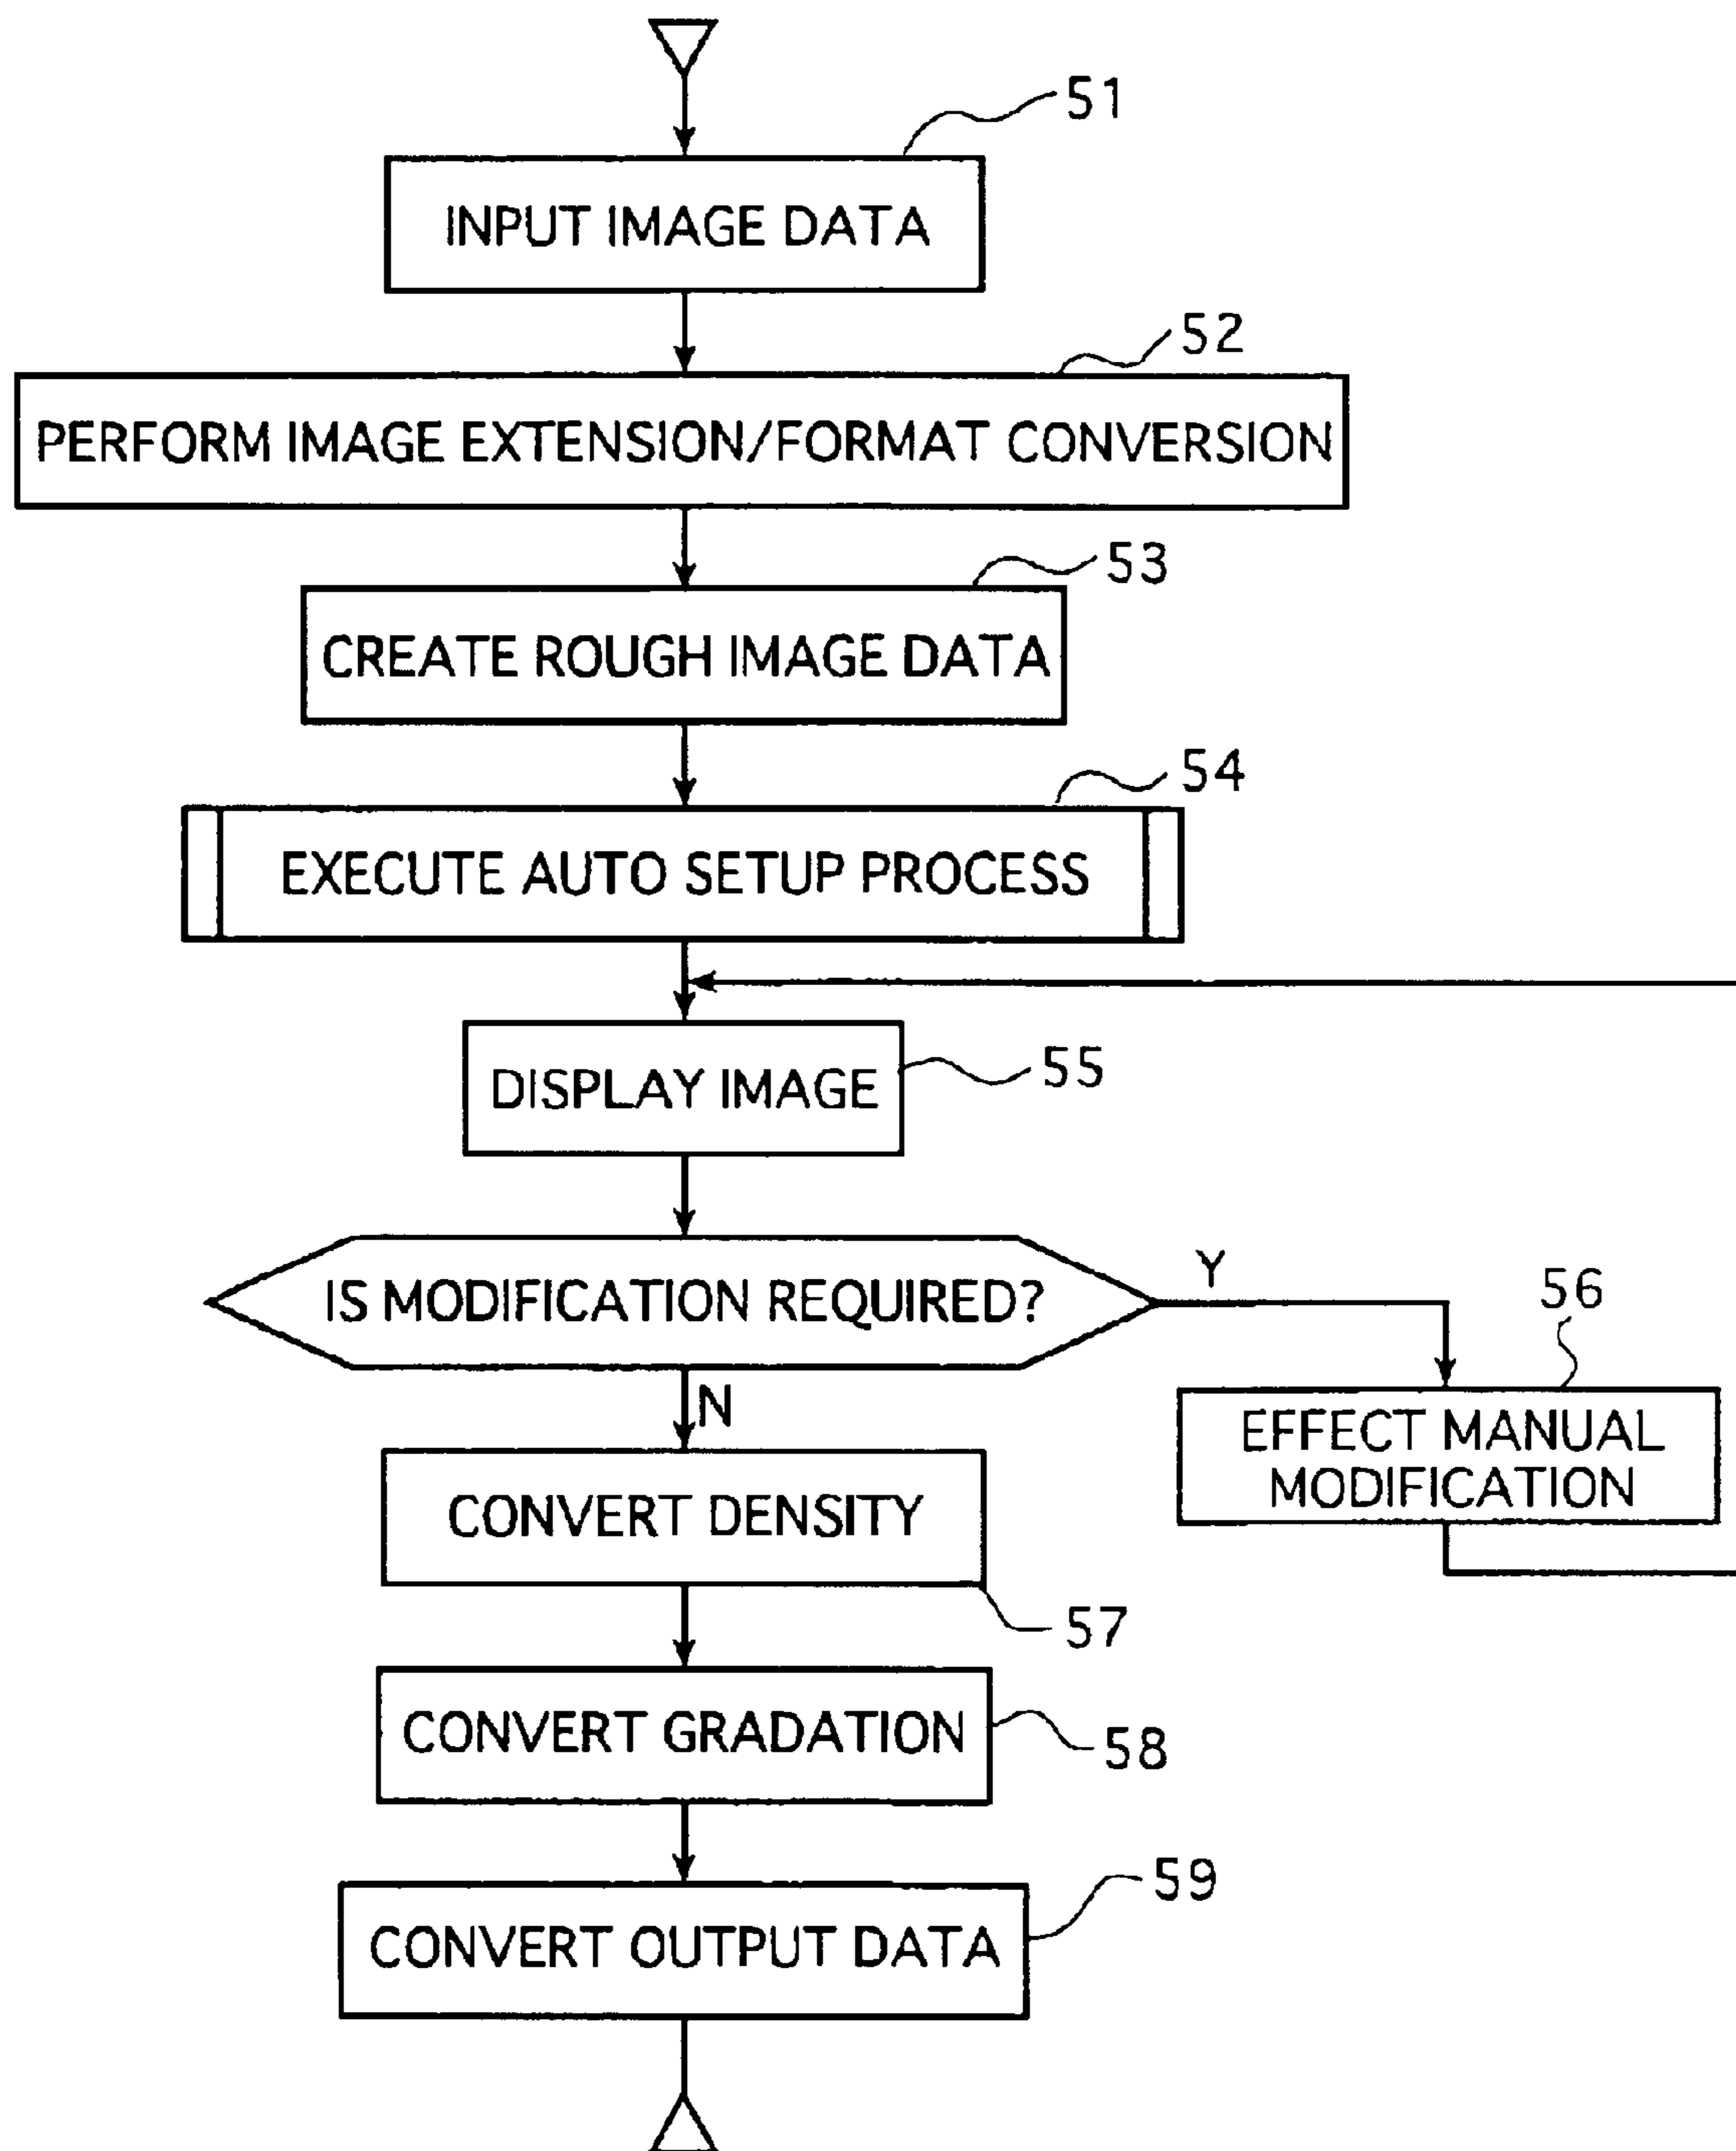 51
INPUT IMAGE DATA
52
PERFORM IMAGE EXTENSION/FORMAT CONVERSION
53
CREATE ROUGH IMAGE DATA
54
EXECUTE AUTO SETUP PROCESS
DISPLAY IMAGE
55
IS MODIFICATION REQUIRED?
Y
N
56
EFFECT MANUAL
MODIFICATION
CONVERT DENSITY
57
CONVERT GRADATION
58
59
CONVERT OUTPUT DATA